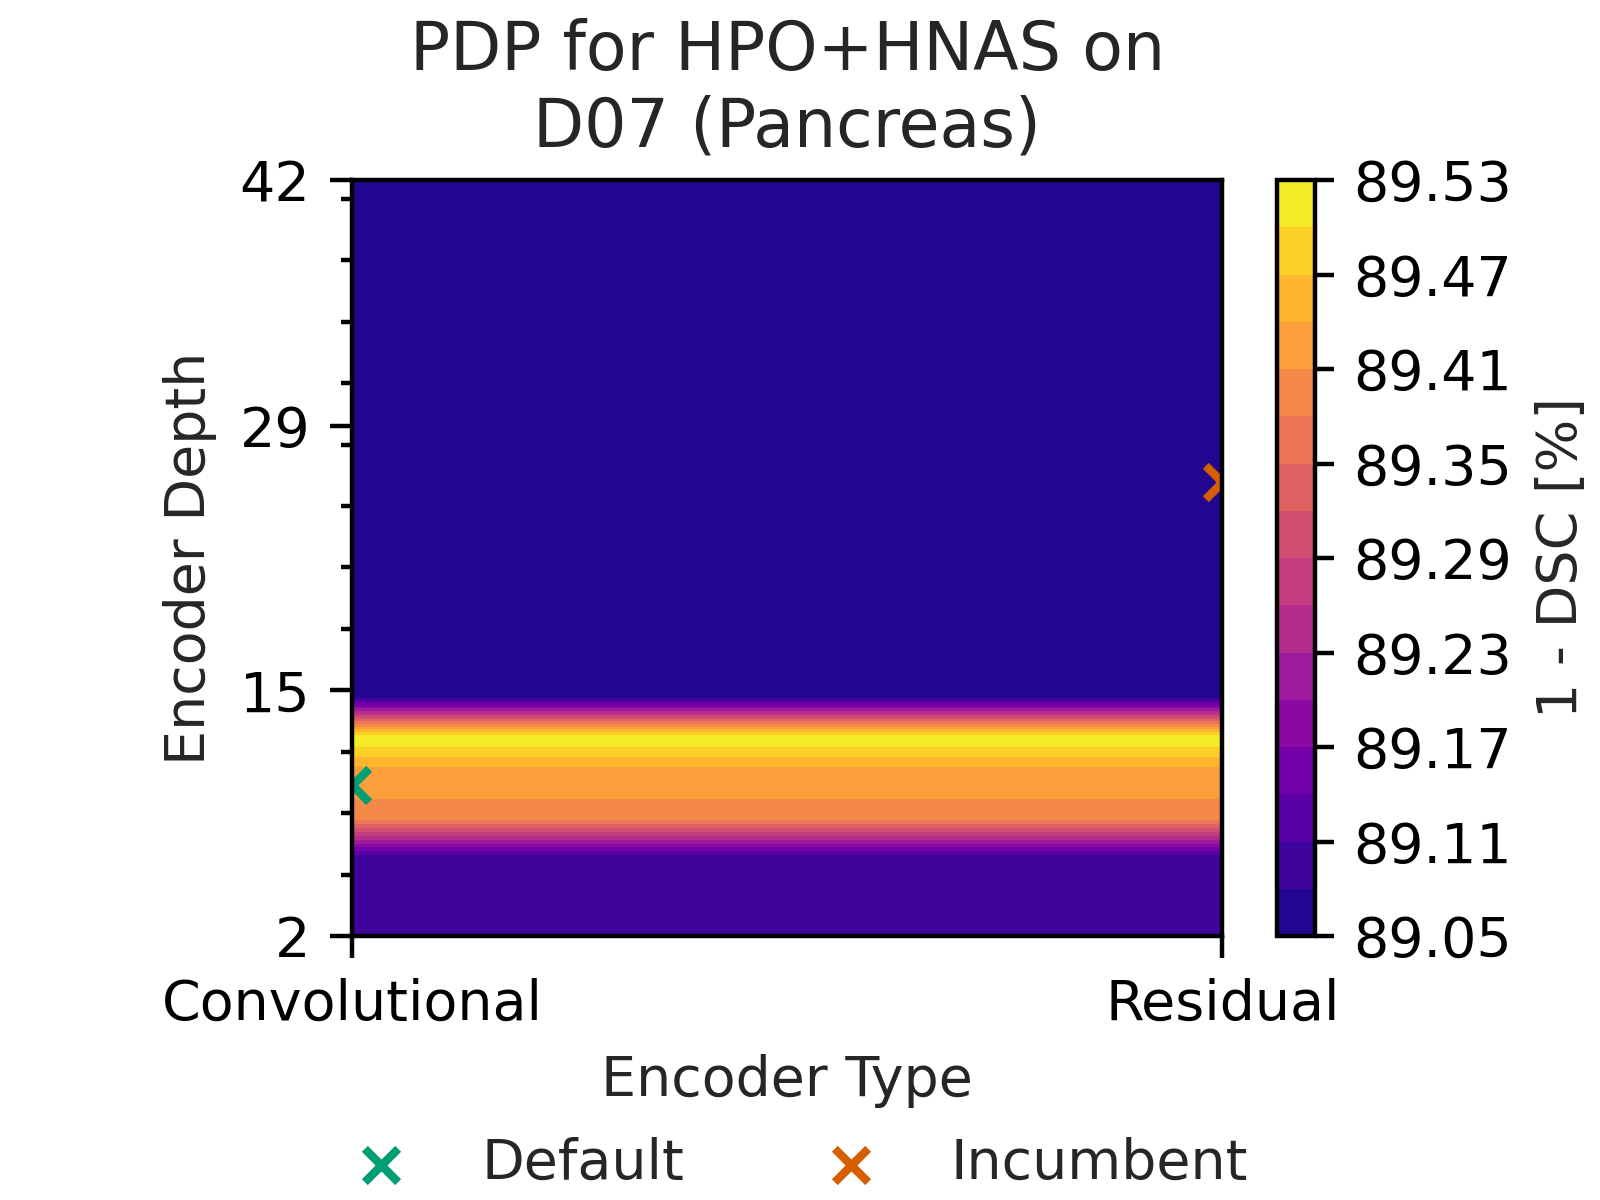 PDP for HPO+HNAS on
D07 (Pancreas)
42
29
15
2
Encoder Depth
Convolutional
Residual
Encoder Type
89.53
89.47
89.41
89.35
89.29
89.23
89.17
89.11
89.05
1 - DSC [%]
Default
Incumbent